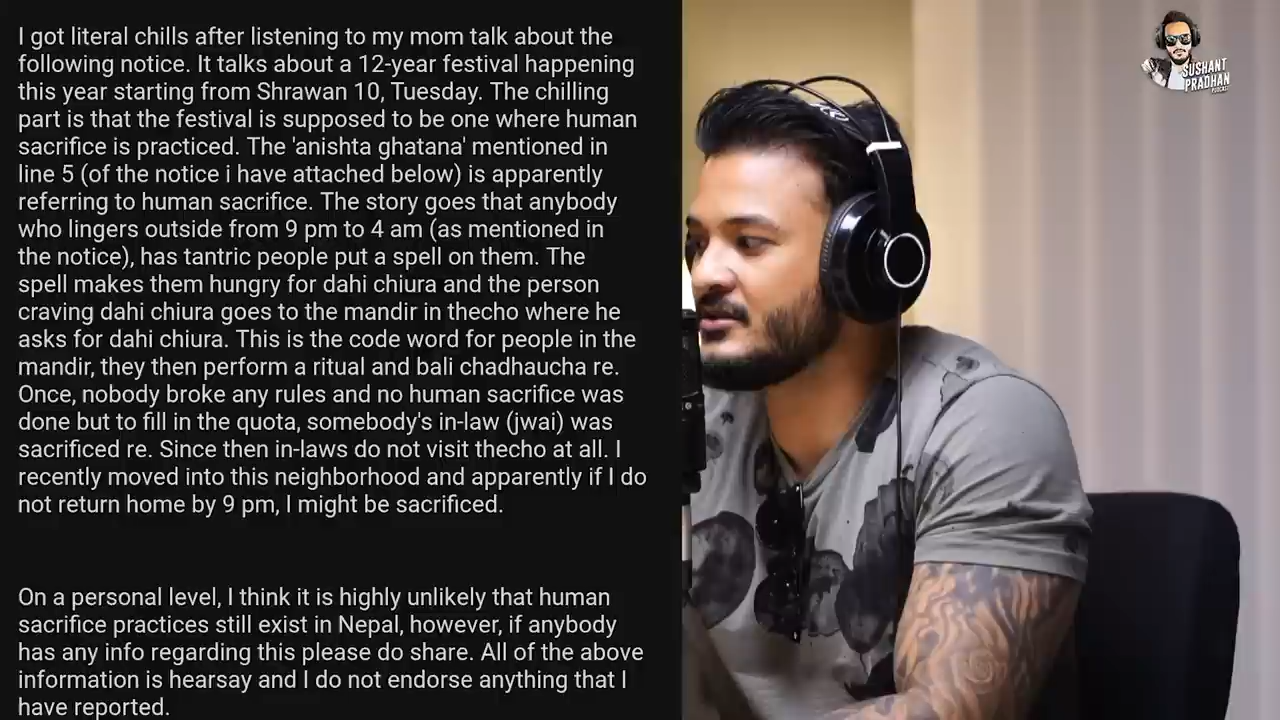 I got literal chills after listening to my mom talk about the
following notice. It talks about a 12-year festival happening
this year starting from Shrawan 10, Tuesday. The chilling
part is that the festival is supposed to be one where human
sacrifice is practiced. The 'anishta ghatana' mentioned in
line 5 (of the notice i have attached below) is apparently
referring to human sacrifice. The story goes that anybody
who lingers outside from 9 pm to 4 am (as mentioned in
the notice), has tantric people put a spell on them. The
spell makes them hungry for dahi chiura and the person
craving dahi chiura goes to the mandir in thecho where he
asks for dahi chiura. This is the code word for people in the
mandir, they then perform a ritual and bali chadhaucha re.
Once, nobody broke any rules and no human sacrifice was
done but to fill in the quota, somebody's in-law (jwai) was
sacrificed re. Since then in-laws do not visit thecho at all. I
recently moved into this neighborhood and apparently if I do
not return home by 9 pm, I might be sacrificed.
On a personal level, I think it is highly unlikely that human
sacrifice practices still exist in Nepal, however, if anybody
has any info regarding this please do share. All of the above
information is hearsay and I do not endorse anything that I
have reported.
SUSHANT
PRADHAN
PODCAST